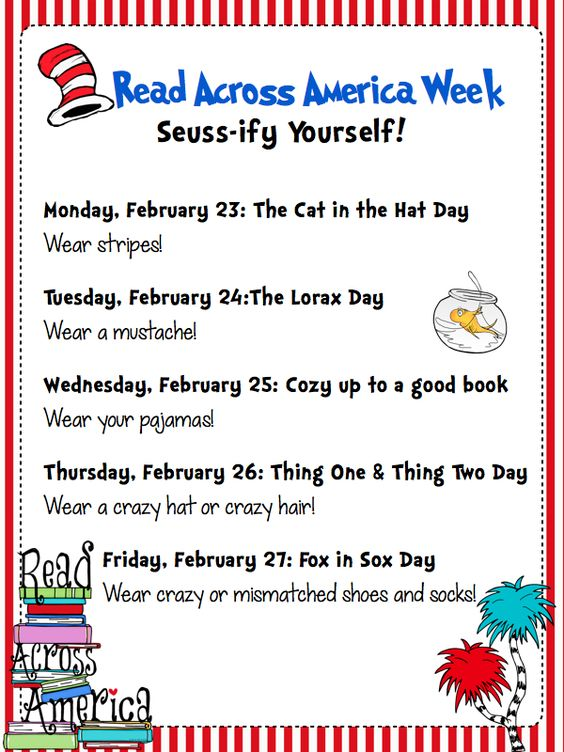 Read Across America Week
Seuss-ify Yourself!
Monday, February 23: The Cat in the Hat Day
Wear stripes!
Tuesday, February 24:The Lorax Day
Wear a mustache!
Wednesday, February 25: Cozy up to a good book
Wear your pajamas!
Thursday, February 26: Thing One & Thing Two Day
Wear a crazy hat or crazy hair!
Friday, February 27: Fox in Sox Day
Wear crazy or mismatched shoes and socks!
Read
Across
America